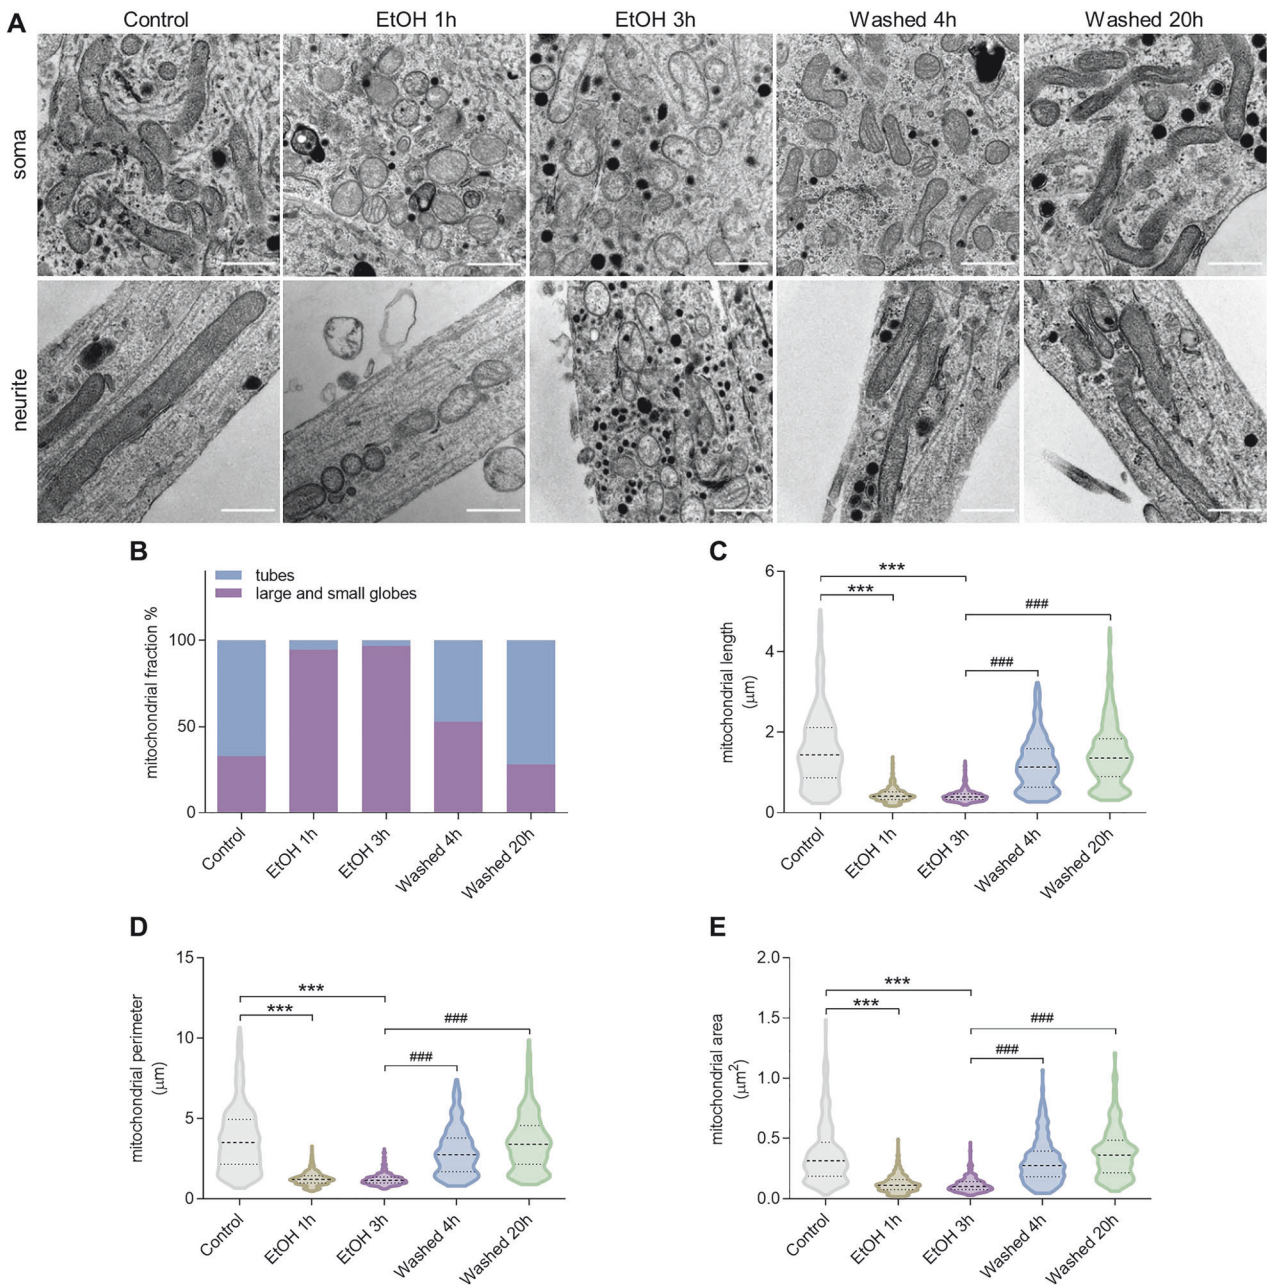 A
Control
EtOH 1h
EtOH 3h
Washed 4h
Washed 20h
soma
neurite
B
tubes
large and small globes
mitochondrial fraction %
100
50
0
Control
EtOH 1h
EtOH 3h
Washed 4h
Washed 20h
C
mitochondrial length
(μm)
6
4
2
0
***
***
###
###
Control
EtOH 1h
EtOH 3h
Washed 4h
Washed 20h
D
mitochondrial perimeter
(μm)
15
10
5
0
***
***
###
###
Control
EtOH 1h
EtOH 3h
Washed 4h
Washed 20h
E
mitochondrial area
(μm²)
2.0
1.5
1.0
0.5
0.0
***
***
###
###
Control
EtOH 1h
EtOH 3h
Washed 4h
Washed 20h